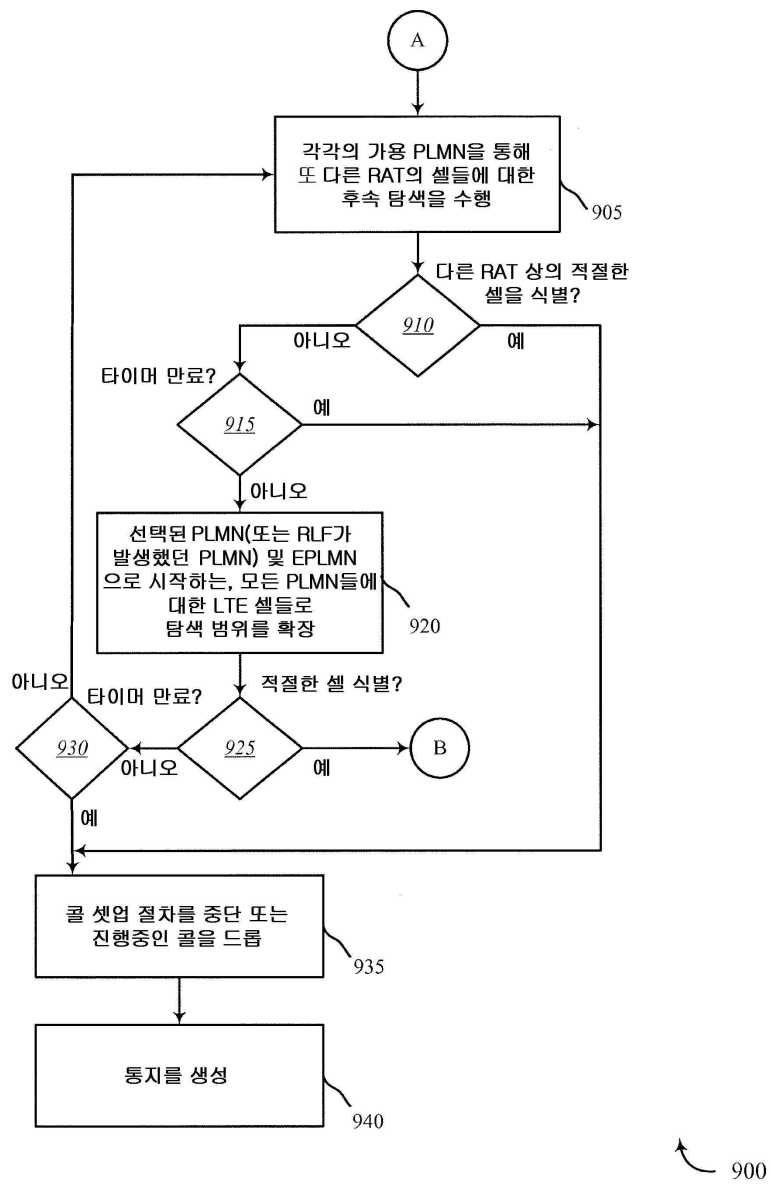 A
각각의 가용 PLMN을 통해
또 다른 RAT의 셀들에 대한
후속 탐색을 수행
905
다른 RAT 상의 적절한
셀을 식별?
910
아니오
예
타이머 만료?
915
예
아니오
선택된 PLMN(또는 RLF가
발생했던 PLMN) 및 EPLMN
으로 시작하는, 모든 PLMN들에
대한 LTE 셀들로
탐색 범위를 확장
920
아니오
타이머 만료?
적절한 셀 식별?
930
아니오
925
예
B
예
콜 셋업 절차를 중단 또는
진행중인 콜을 드롭
935
통지를 생성
940
900